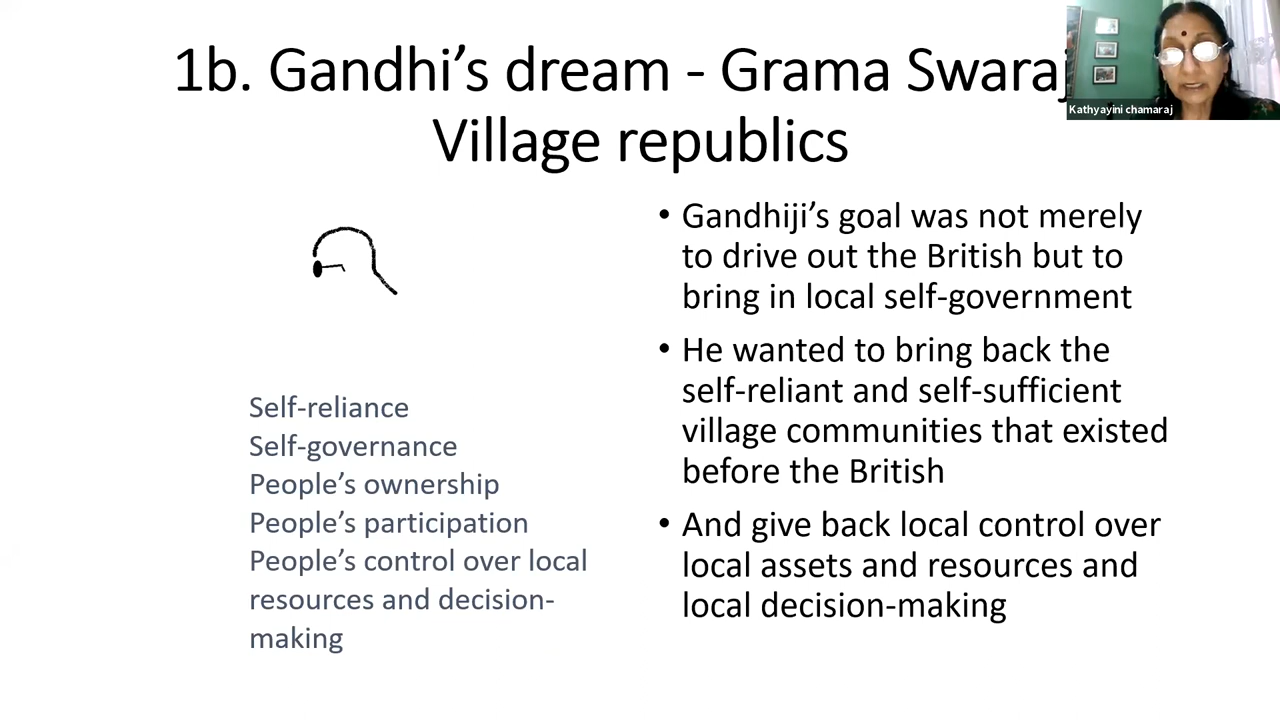 1b. Gandhi’s dream - Grama Swaraj
Village republics
Kathyayini chamaraj
Self-reliance
Self-governance
People’s ownership
People’s participation
People’s control over local
resources and decision-
making
• Gandhiji’s goal was not merely
to drive out the British but to
bring in local self-government
• He wanted to bring back the
self-reliant and self-sufficient
village communities that existed
before the British
• And give back local control over
local assets and resources and
local decision-making